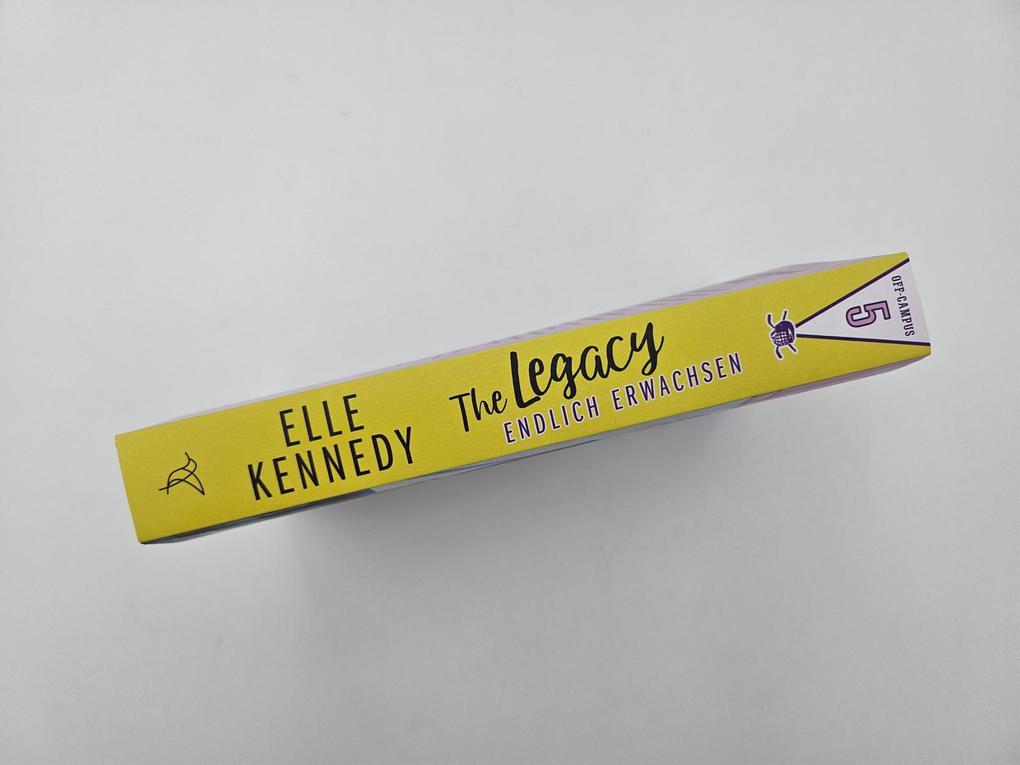 ELLE
KENNEDY
The Legacy
ENDLICH ERWACHSEN
5
OFF-CAMPUS